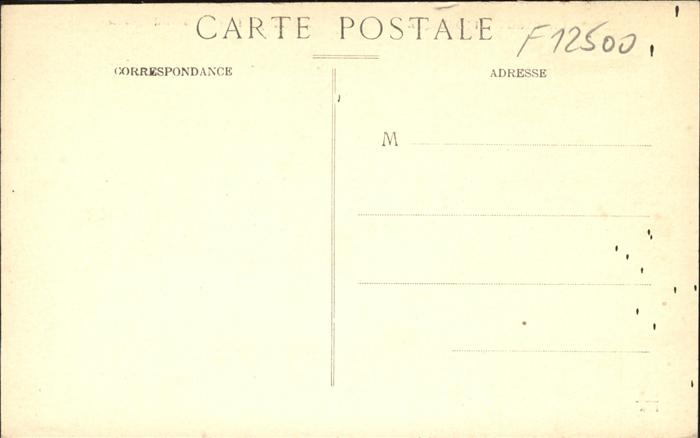 CARTE POSTALE
F12500
CORRESPONDANCE
ADRESSE
M